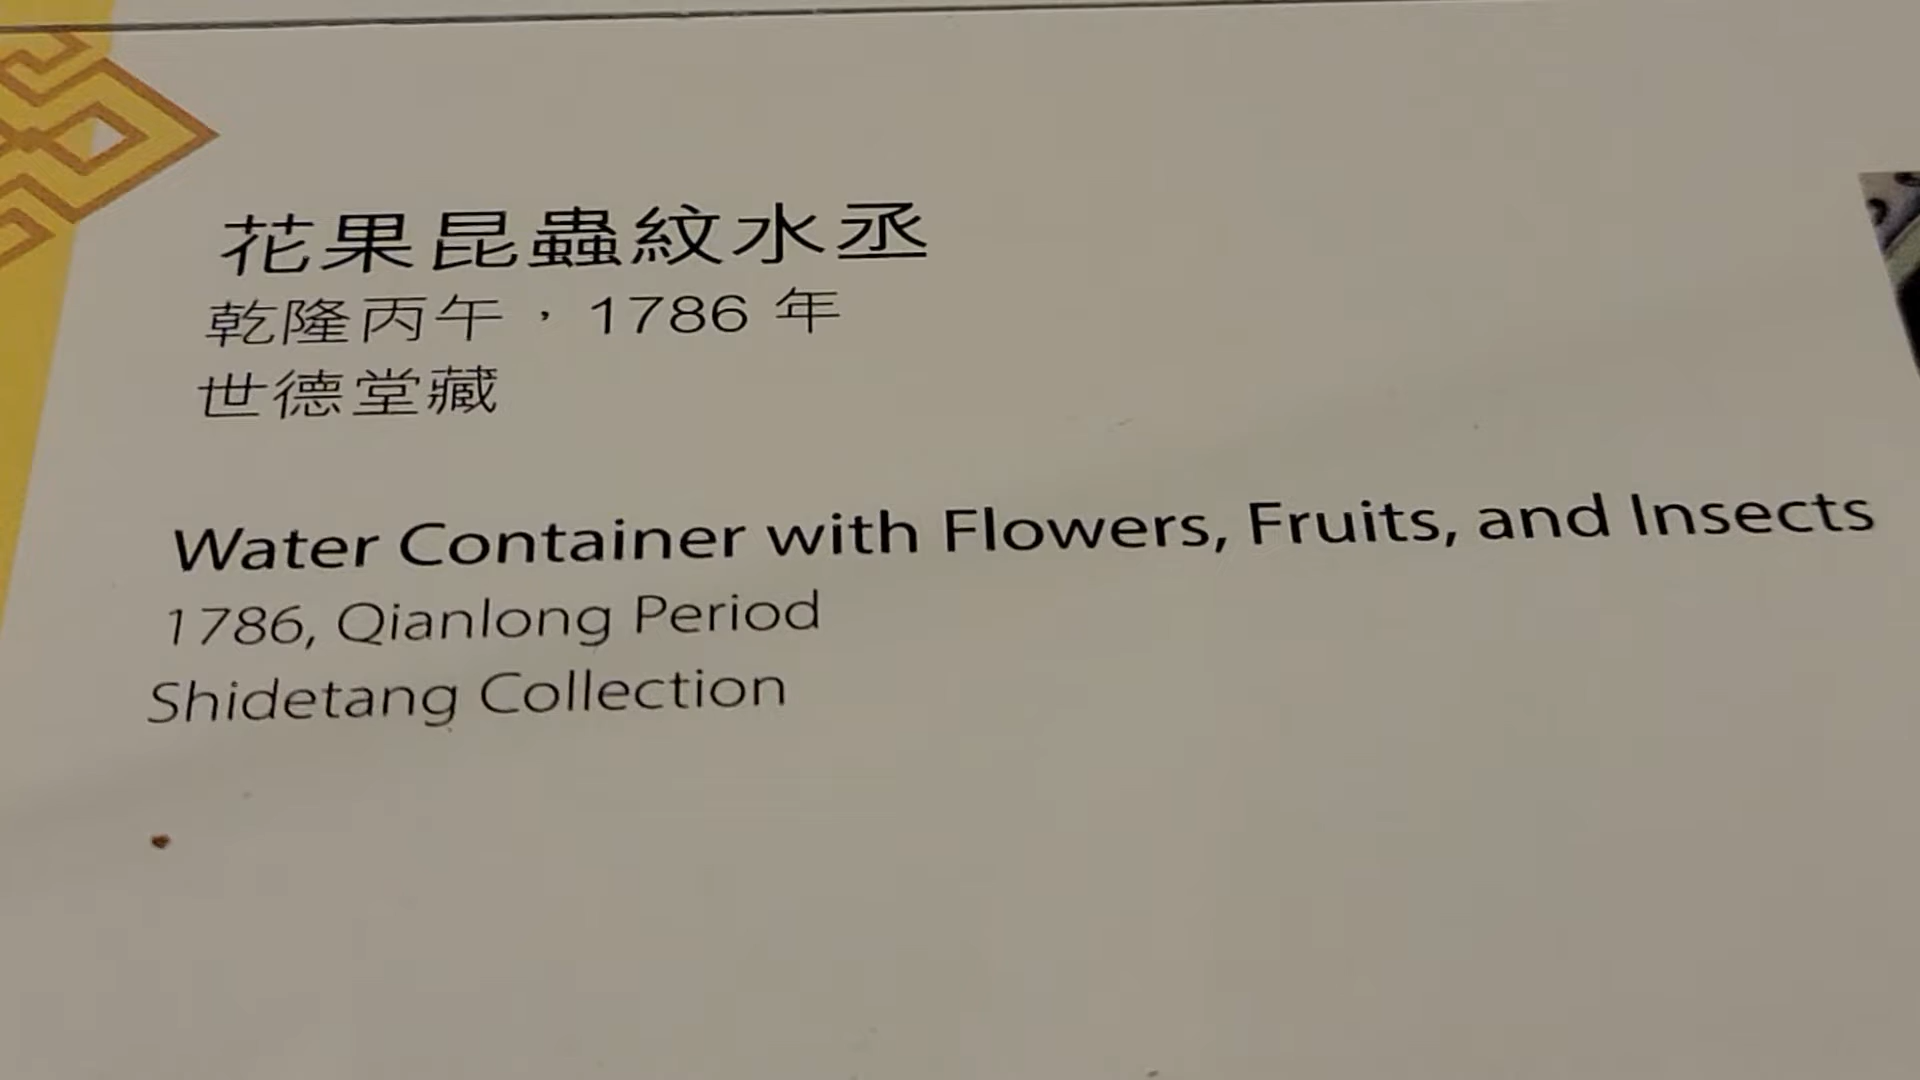 花果昆蟲紋水丞
乾隆丙午，1786 年
世德堂藏
Water Container with Flowers, Fruits, and Insects
1786, Qianlong Period
Shidetang Collection